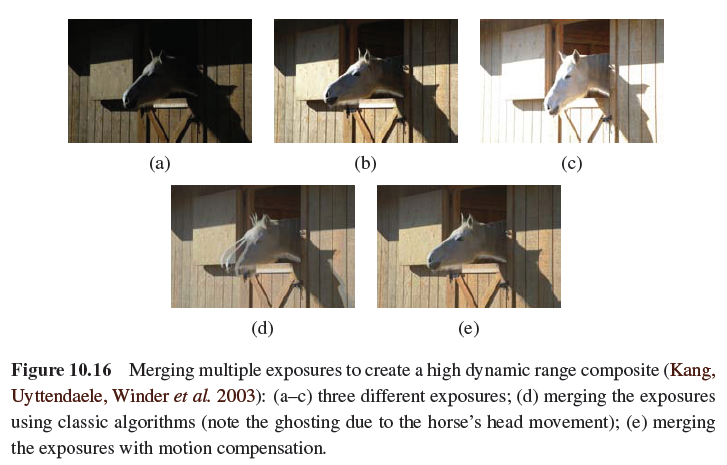 (a) (b) (c)
(d) (e)
Figure 10.16 Merging multiple exposures to create a high dynamic range composite (Kang,
Uyttendaele, Winder et al. 2003): (a–c) three different exposures; (d) merging the exposures
using classic algorithms (note the ghosting due to the horse's head movement); (e) merging
the exposures with motion compensation.